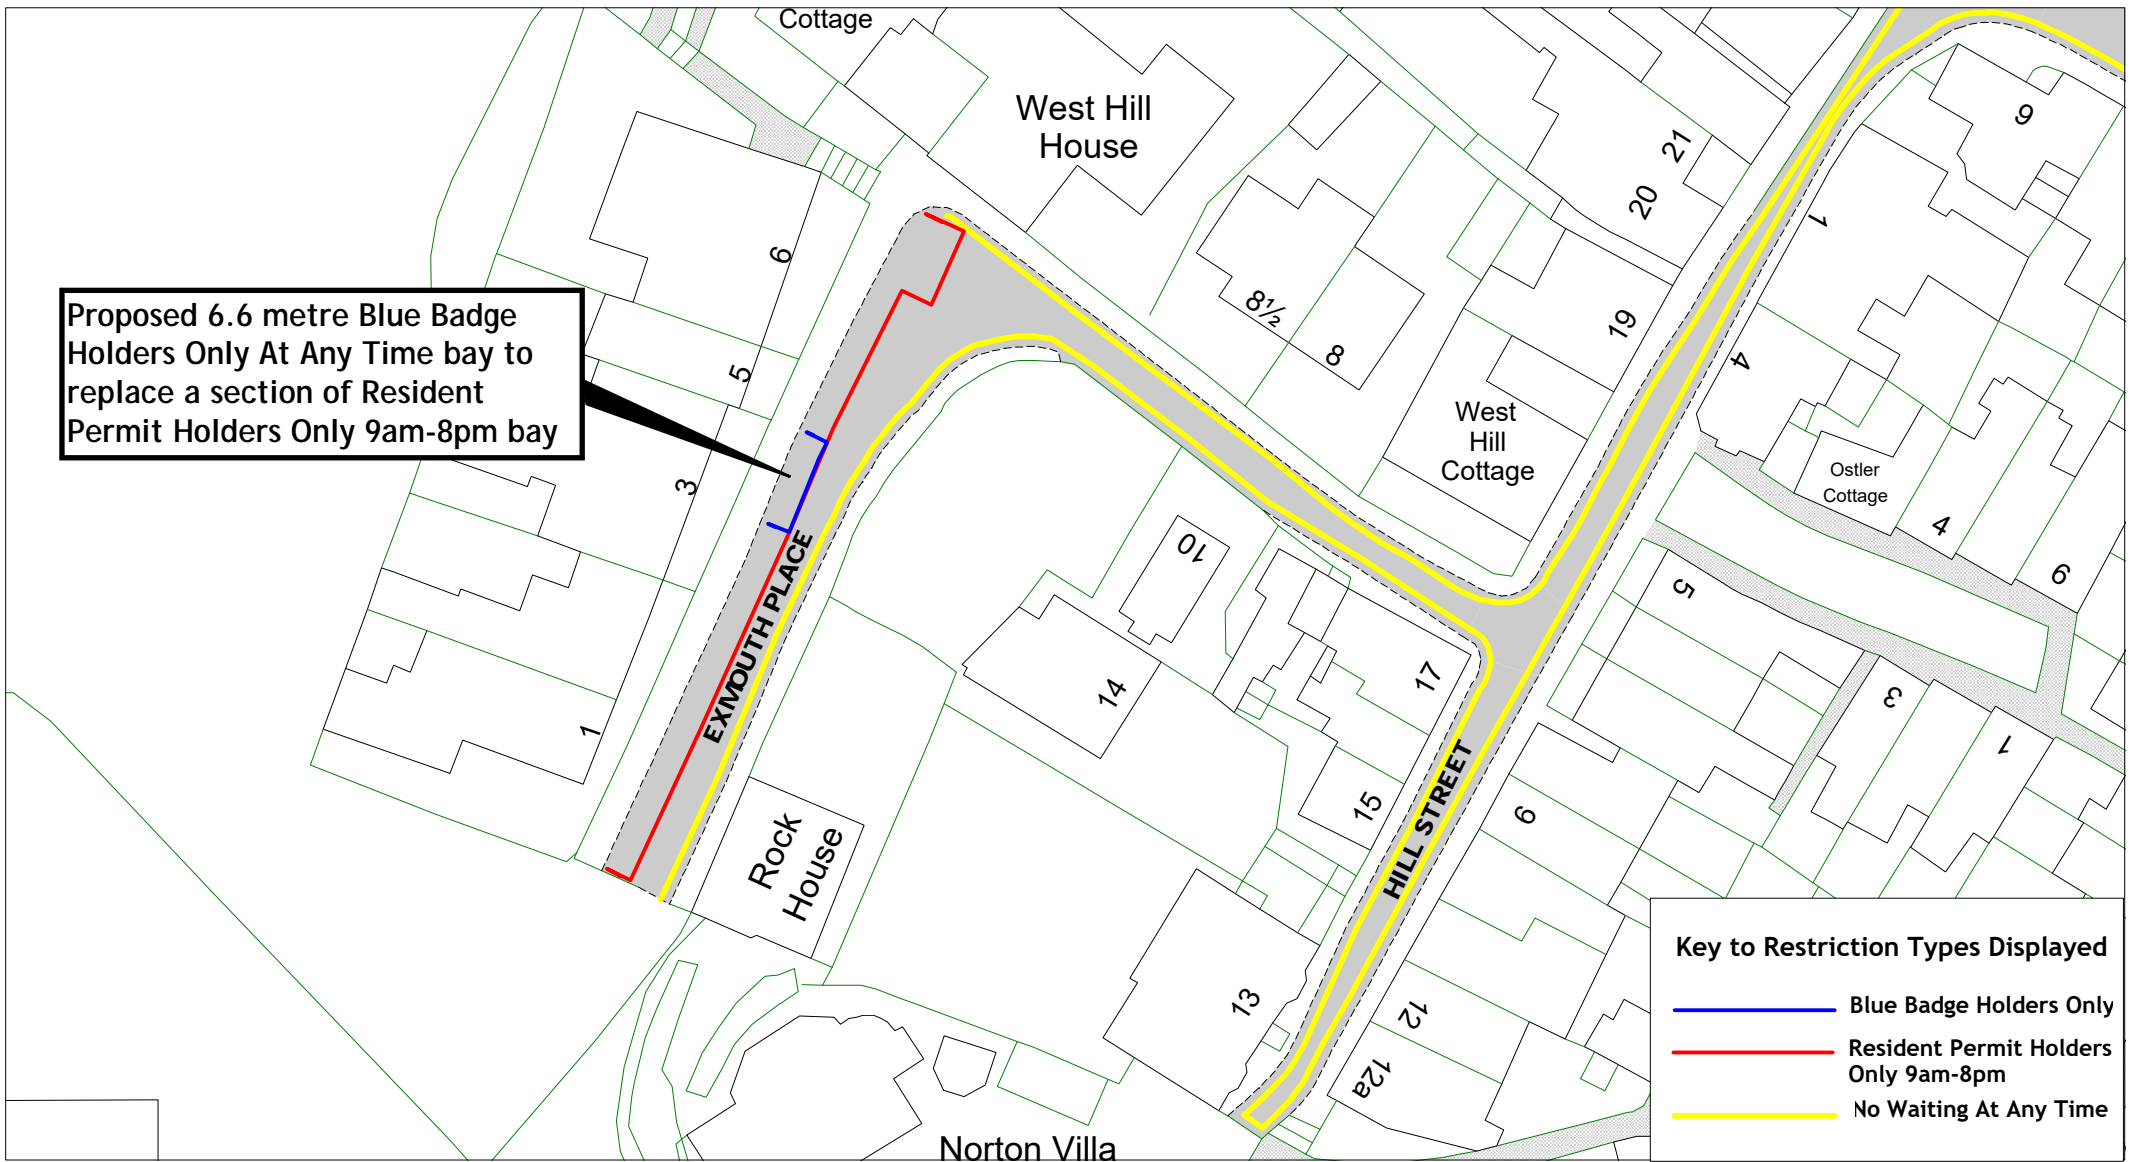 Cottage
West Hill
House
21
20
6
1
4
19
8½
8
6
5
3
1
Proposed 6.6 metre Blue Badge
Holders Only At Any Time bay to
replace a section of Resident
Permit Holders Only 9am-8pm bay
West
Hill
Cottage
Ostler
Cottage
4
6
5
3
1
10
14
17
15
9
EXMOUTH PLACE
HILL STREET
Rock
House
13
12
12a
Norton Villa
Key to Restriction Types Displayed
Blue Badge Holders Only
Resident Permit Holders
Only 9am-8pm
No Waiting At Any Time